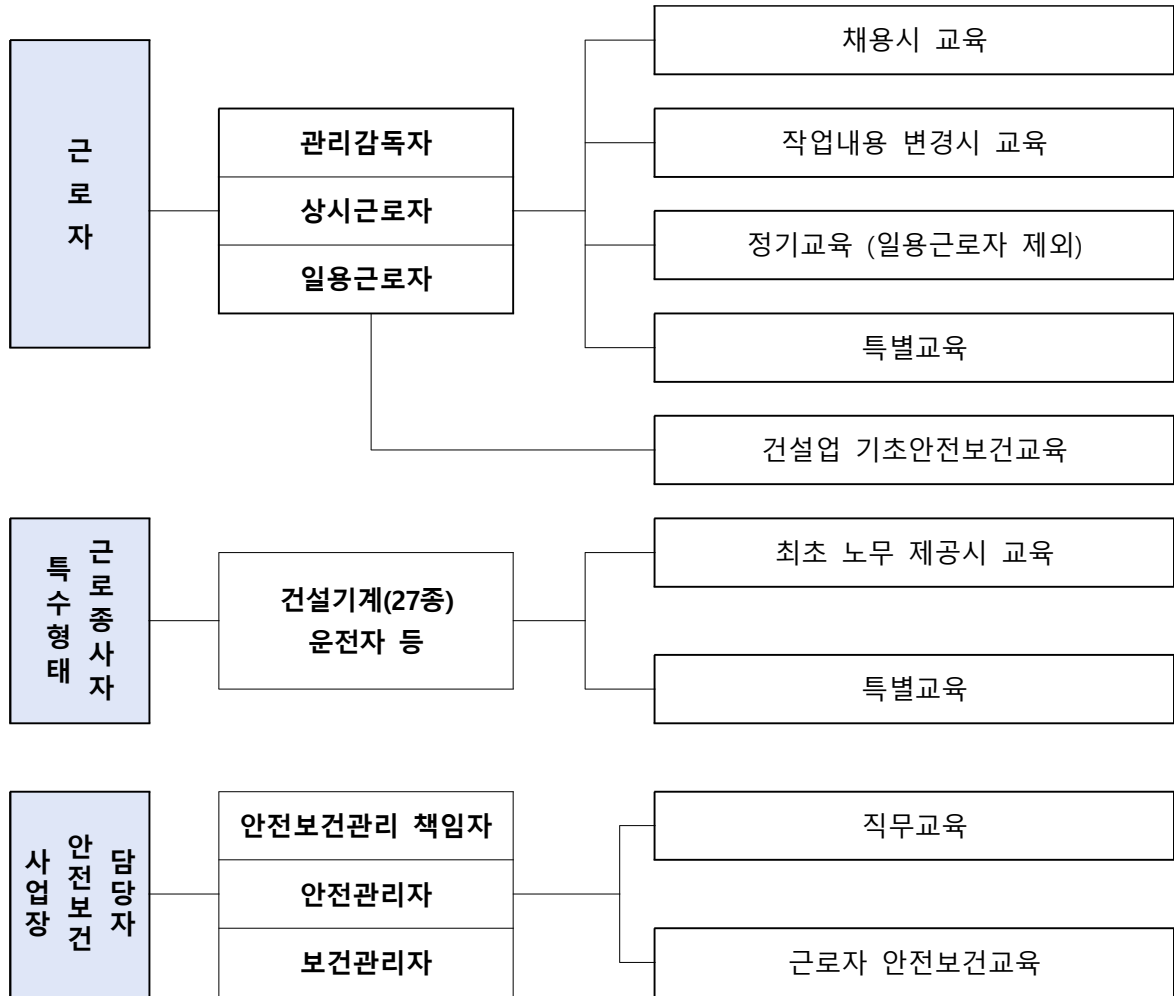 근로자
관리감독자
상시근로자
일용근로자
채용시 교육
작업내용 변경시 교육
정기교육 (일용근로자 제외)
특별교육
건설업 기초안전보건교육
특수형태
근로종사자
건설기계(27종)
운전자 등
최초 노무 제공시 교육
특별교육
사업장
안전보건
담당자
안전보건관리 책임자
안전관리자
보건관리자
직무교육
근로자 안전보건교육